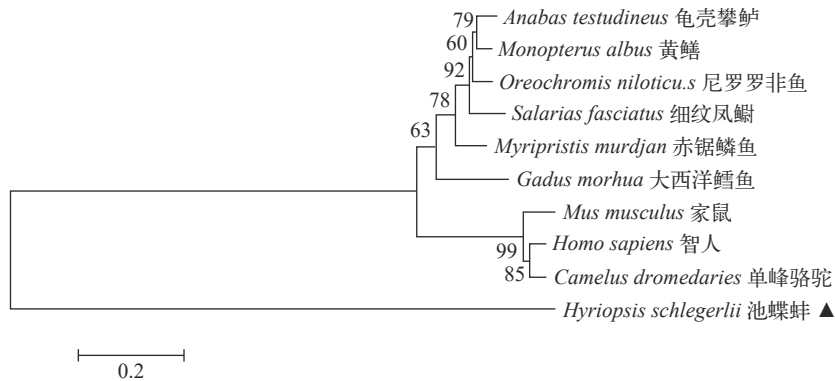 79
Anabas testudineus 龟壳攀鲈
60
Monopterus albus 黄鳝
92
Oreochromis niloticu.s 尼罗罗非鱼
78
Salarias fasciatus 细纹凤鳚
63
Myripristis murdjan 赤锯鳞鱼
Gadus morhua 大西洋鳕鱼
Mus musculus 家鼠
99
Homo sapiens 智人
85
Camelus dromedaries 单峰骆驼
Hyriopsis schlegerlii 池蝶蚌 ▲
0.2